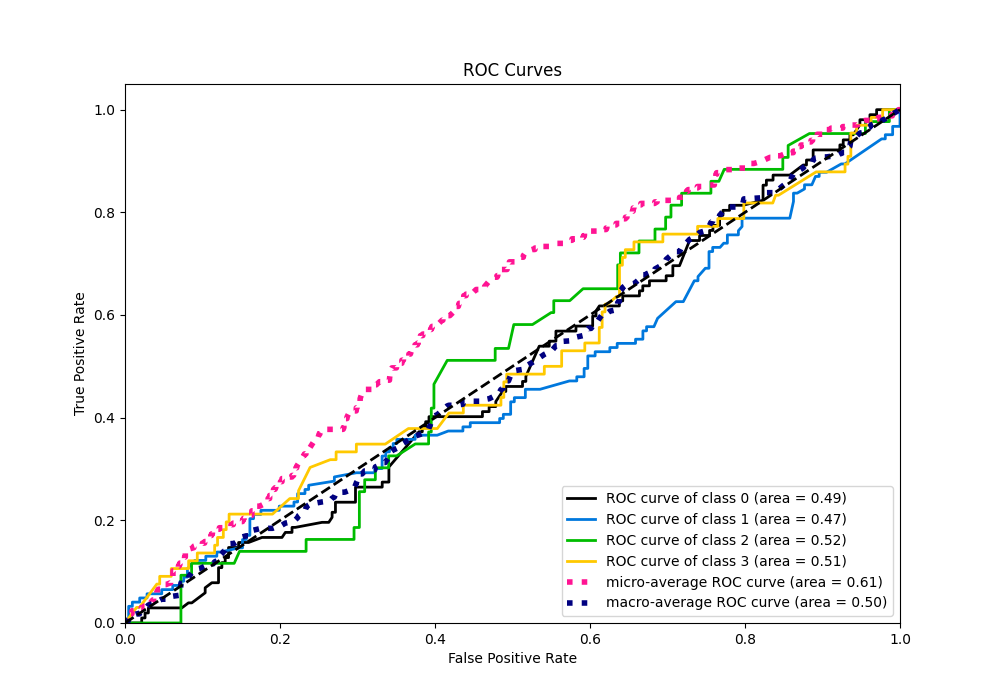 ROC Curves
True Positive Rate
1.0
0.8
0.6
0.4
0.2
0.0
0.0 0.2 0.4 0.6 0.8 1.0
False Positive Rate
ROC curve of class 0 (area = 0.49)
ROC curve of class 1 (area = 0.47)
ROC curve of class 2 (area = 0.52)
ROC curve of class 3 (area = 0.51)
micro-average ROC curve (area = 0.61)
macro-average ROC curve (area = 0.50)